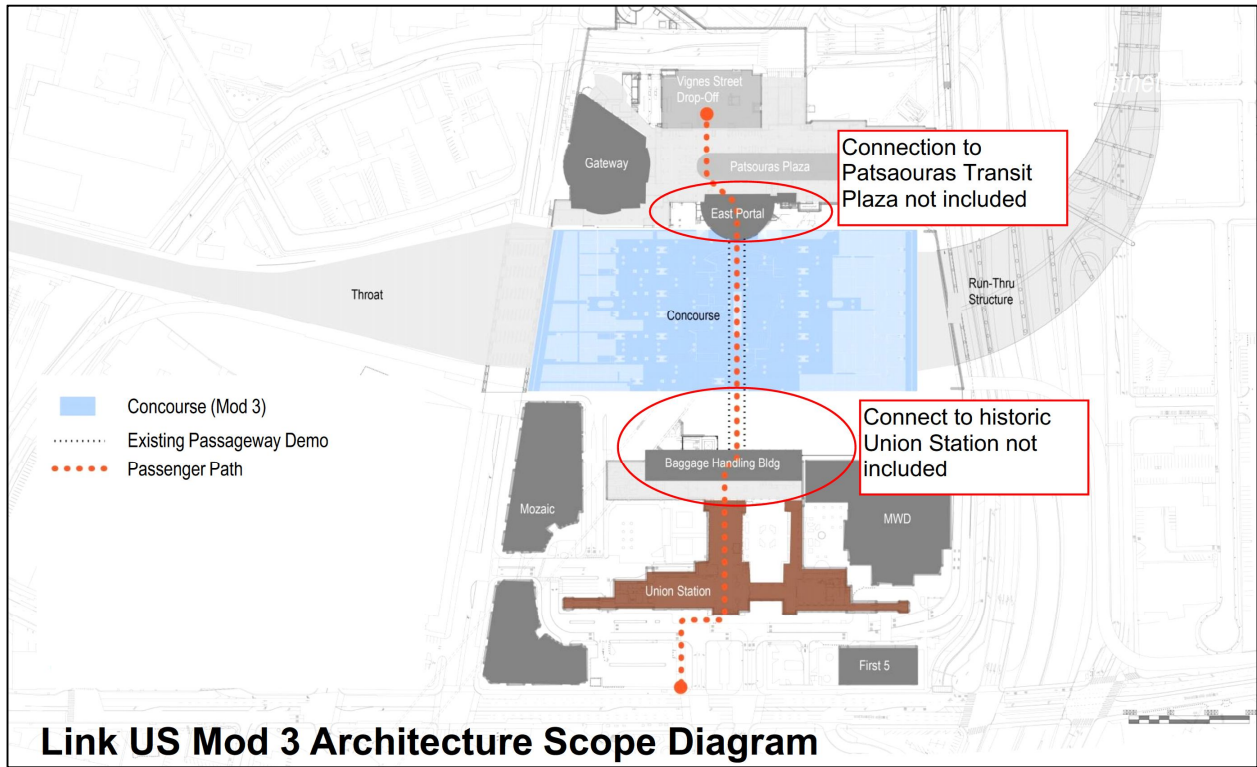 Vignes Street
Drop-Off
Gateway
Patsouras Plaza
Connection to
Patsaouras Transit
Plaza not included
East Portal
Throat
Concourse
Run-Thru
Structure
Concourse (Mod 3)
Existing Passageway Demo
Passenger Path
Connect to historic
Union Station not
included
Baggage Handling Bldg
Mozaic
MWD
Union Station
First 5
Link US Mod 3 Architecture Scope Diagram